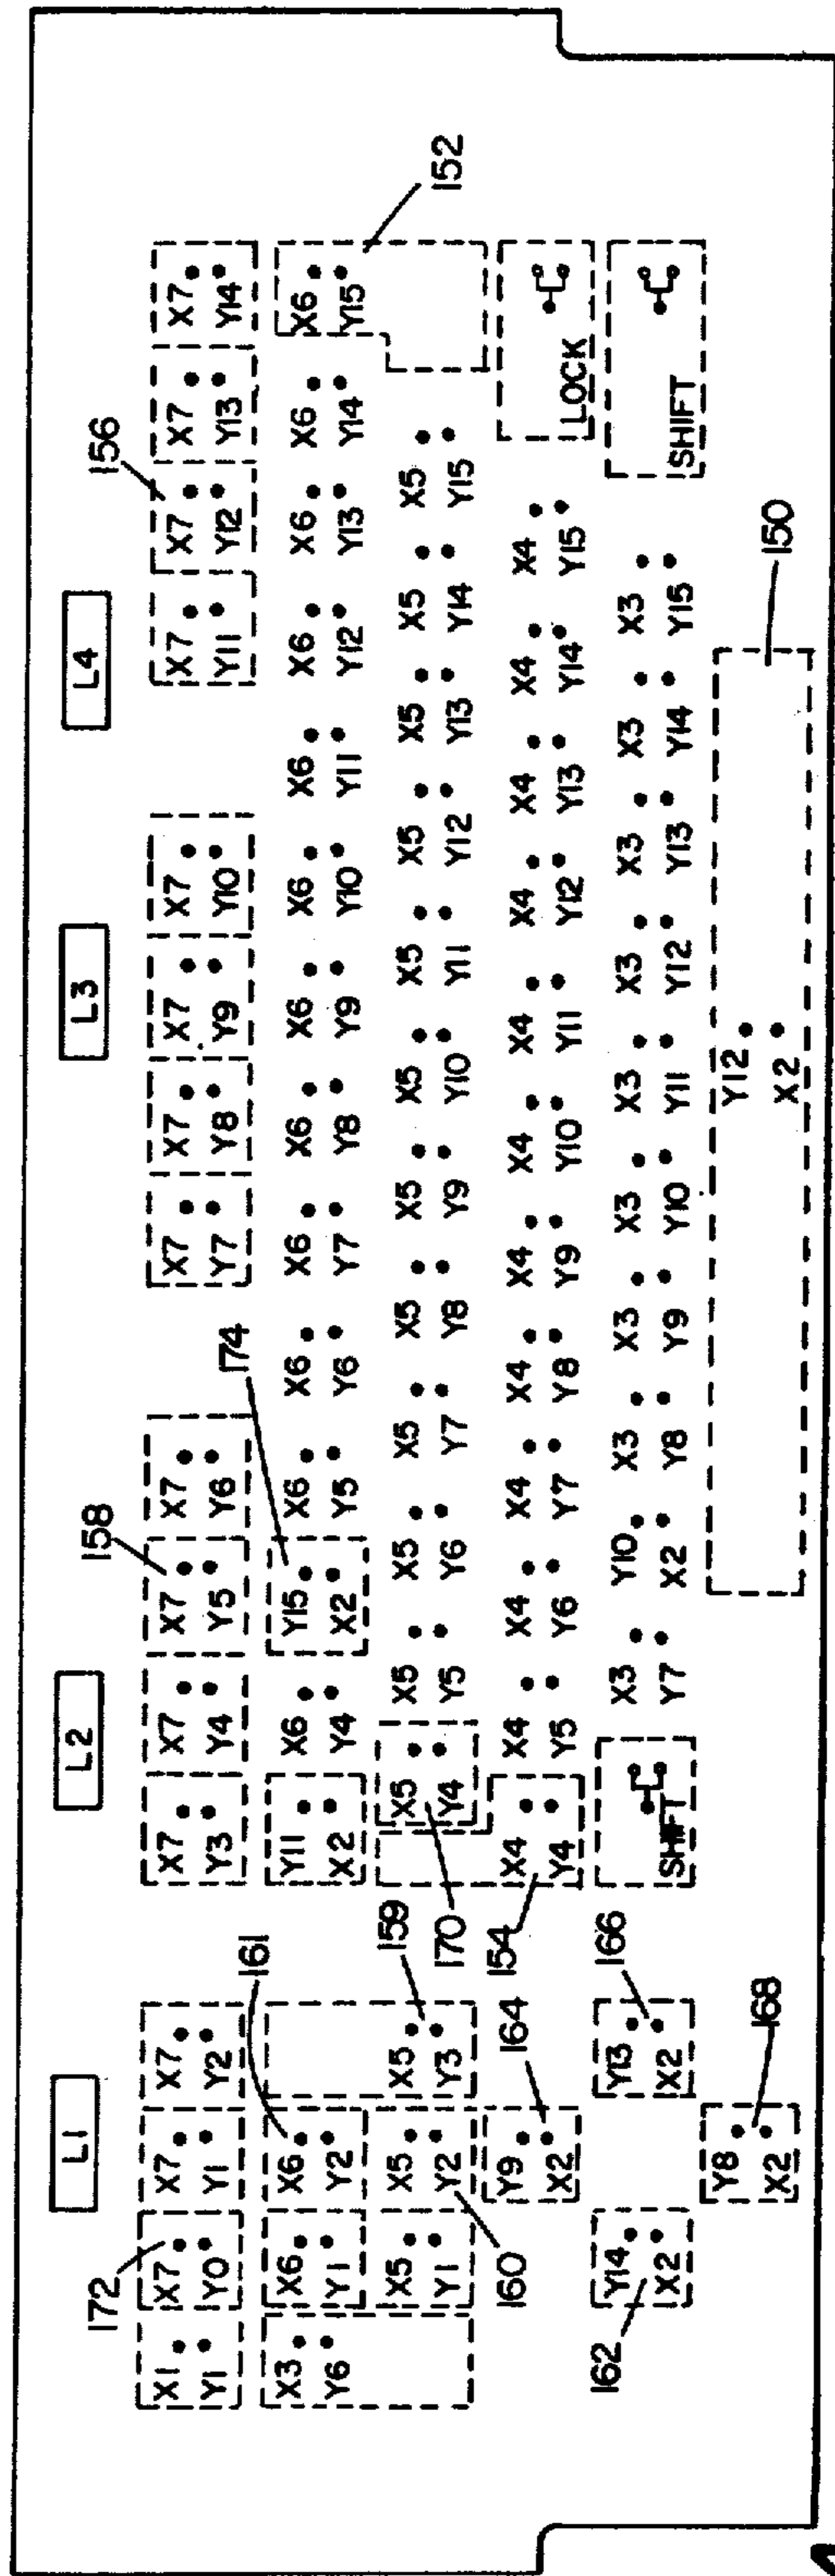 L1 L2 L3 L4
172 158 156
X1 X7 X7 X7 X7 X7 X7 X7 X7 X7 X7 X7 X7 X7 X7 X7
Y1 Y0 Y1 Y2 Y3 Y4 Y5 Y6 Y7 Y8 Y9 Y10 Y11 Y12 Y13 Y14
161 174 152
X3 X6 X6 Y11 X6 Y15 X6 X6 X6 X6 X6 X6 X6 X6 X6 X6 X6
Y6 Y1 Y2 X2 Y4 X2 Y5 Y6 Y7 Y8 Y9 Y10 Y11 Y12 Y13 Y14 Y15
159
X5 X5 X5 X5 X5 X5 X5 X5 X5 X5 X5 X5 X5 X5 X5
Y1 Y2 Y3 Y4 Y5 Y6 Y7 Y8 Y9 Y10 Y11 Y12 Y13 Y14 Y15
160 164 170
Y9 X4 X4 X4 X4 X4 X4 X4 X4 X4 X4 X4 X4
X2 Y4 Y5 Y6 Y7 Y8 Y9 Y10 Y11 Y12 Y13 Y14 Y15 LOCK
154 166
Y14 Y13 X3 Y10 X3 X3 X3 X3 X3 X3 X3 X3
X2 X2 SHIFT Y7 X2 Y8 Y9 Y10 Y11 Y12 Y13 Y14 Y15 SHIFT
162 168 150
Y8 Y12
X2 X2